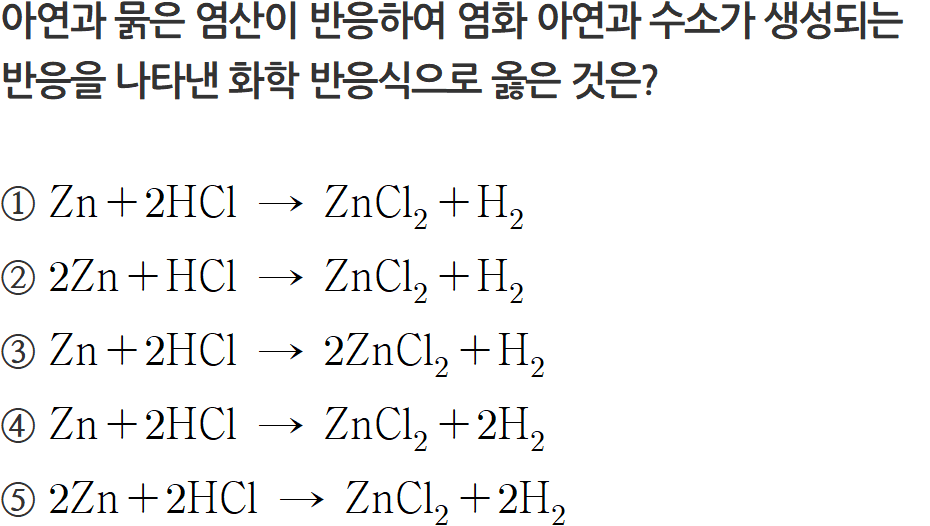 아연과 묽은 염산이 반응하여 염화 아연과 수소가 생성되는
반응을 나타낸 화학 반응식으로 옳은 것은?
① Zn+2HCl → ZnCl₂+H₂
② 2Zn+HCl → ZnCl₂+H₂
③ Zn+2HCl → 2ZnCl₂+H₂
④ Zn+2HCl → ZnCl₂+2H₂
⑤ 2Zn+2HCl → ZnCl₂+2H₂